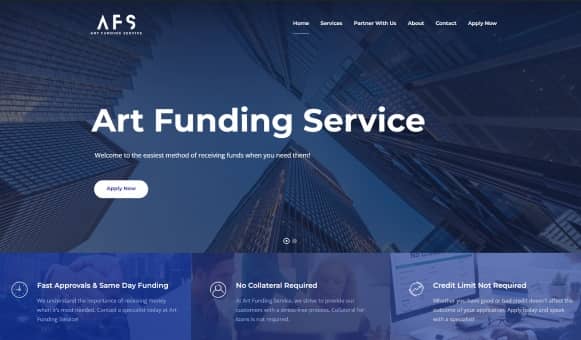 AFS
ART FUNDING SERVICE
Home Services Partner With Us About Contact Apply Now
Art Funding Service
Welcome to the easiest method of receiving funds when you need them!
Apply Now
Fast Approvals & Same Day Funding
We understand the importance of receiving money
when it's most needed. Contact a specialist today at Art
Funding Service!
No Collateral Required
At Art Funding Service, we strive to provide our
customers with a stress-free process. Collateral for
loans is not required.
Credit Limit Not Required
Whether you have good or bad credit doesn't affect the
outcome of your application. Apply today and speak
with a specialist!